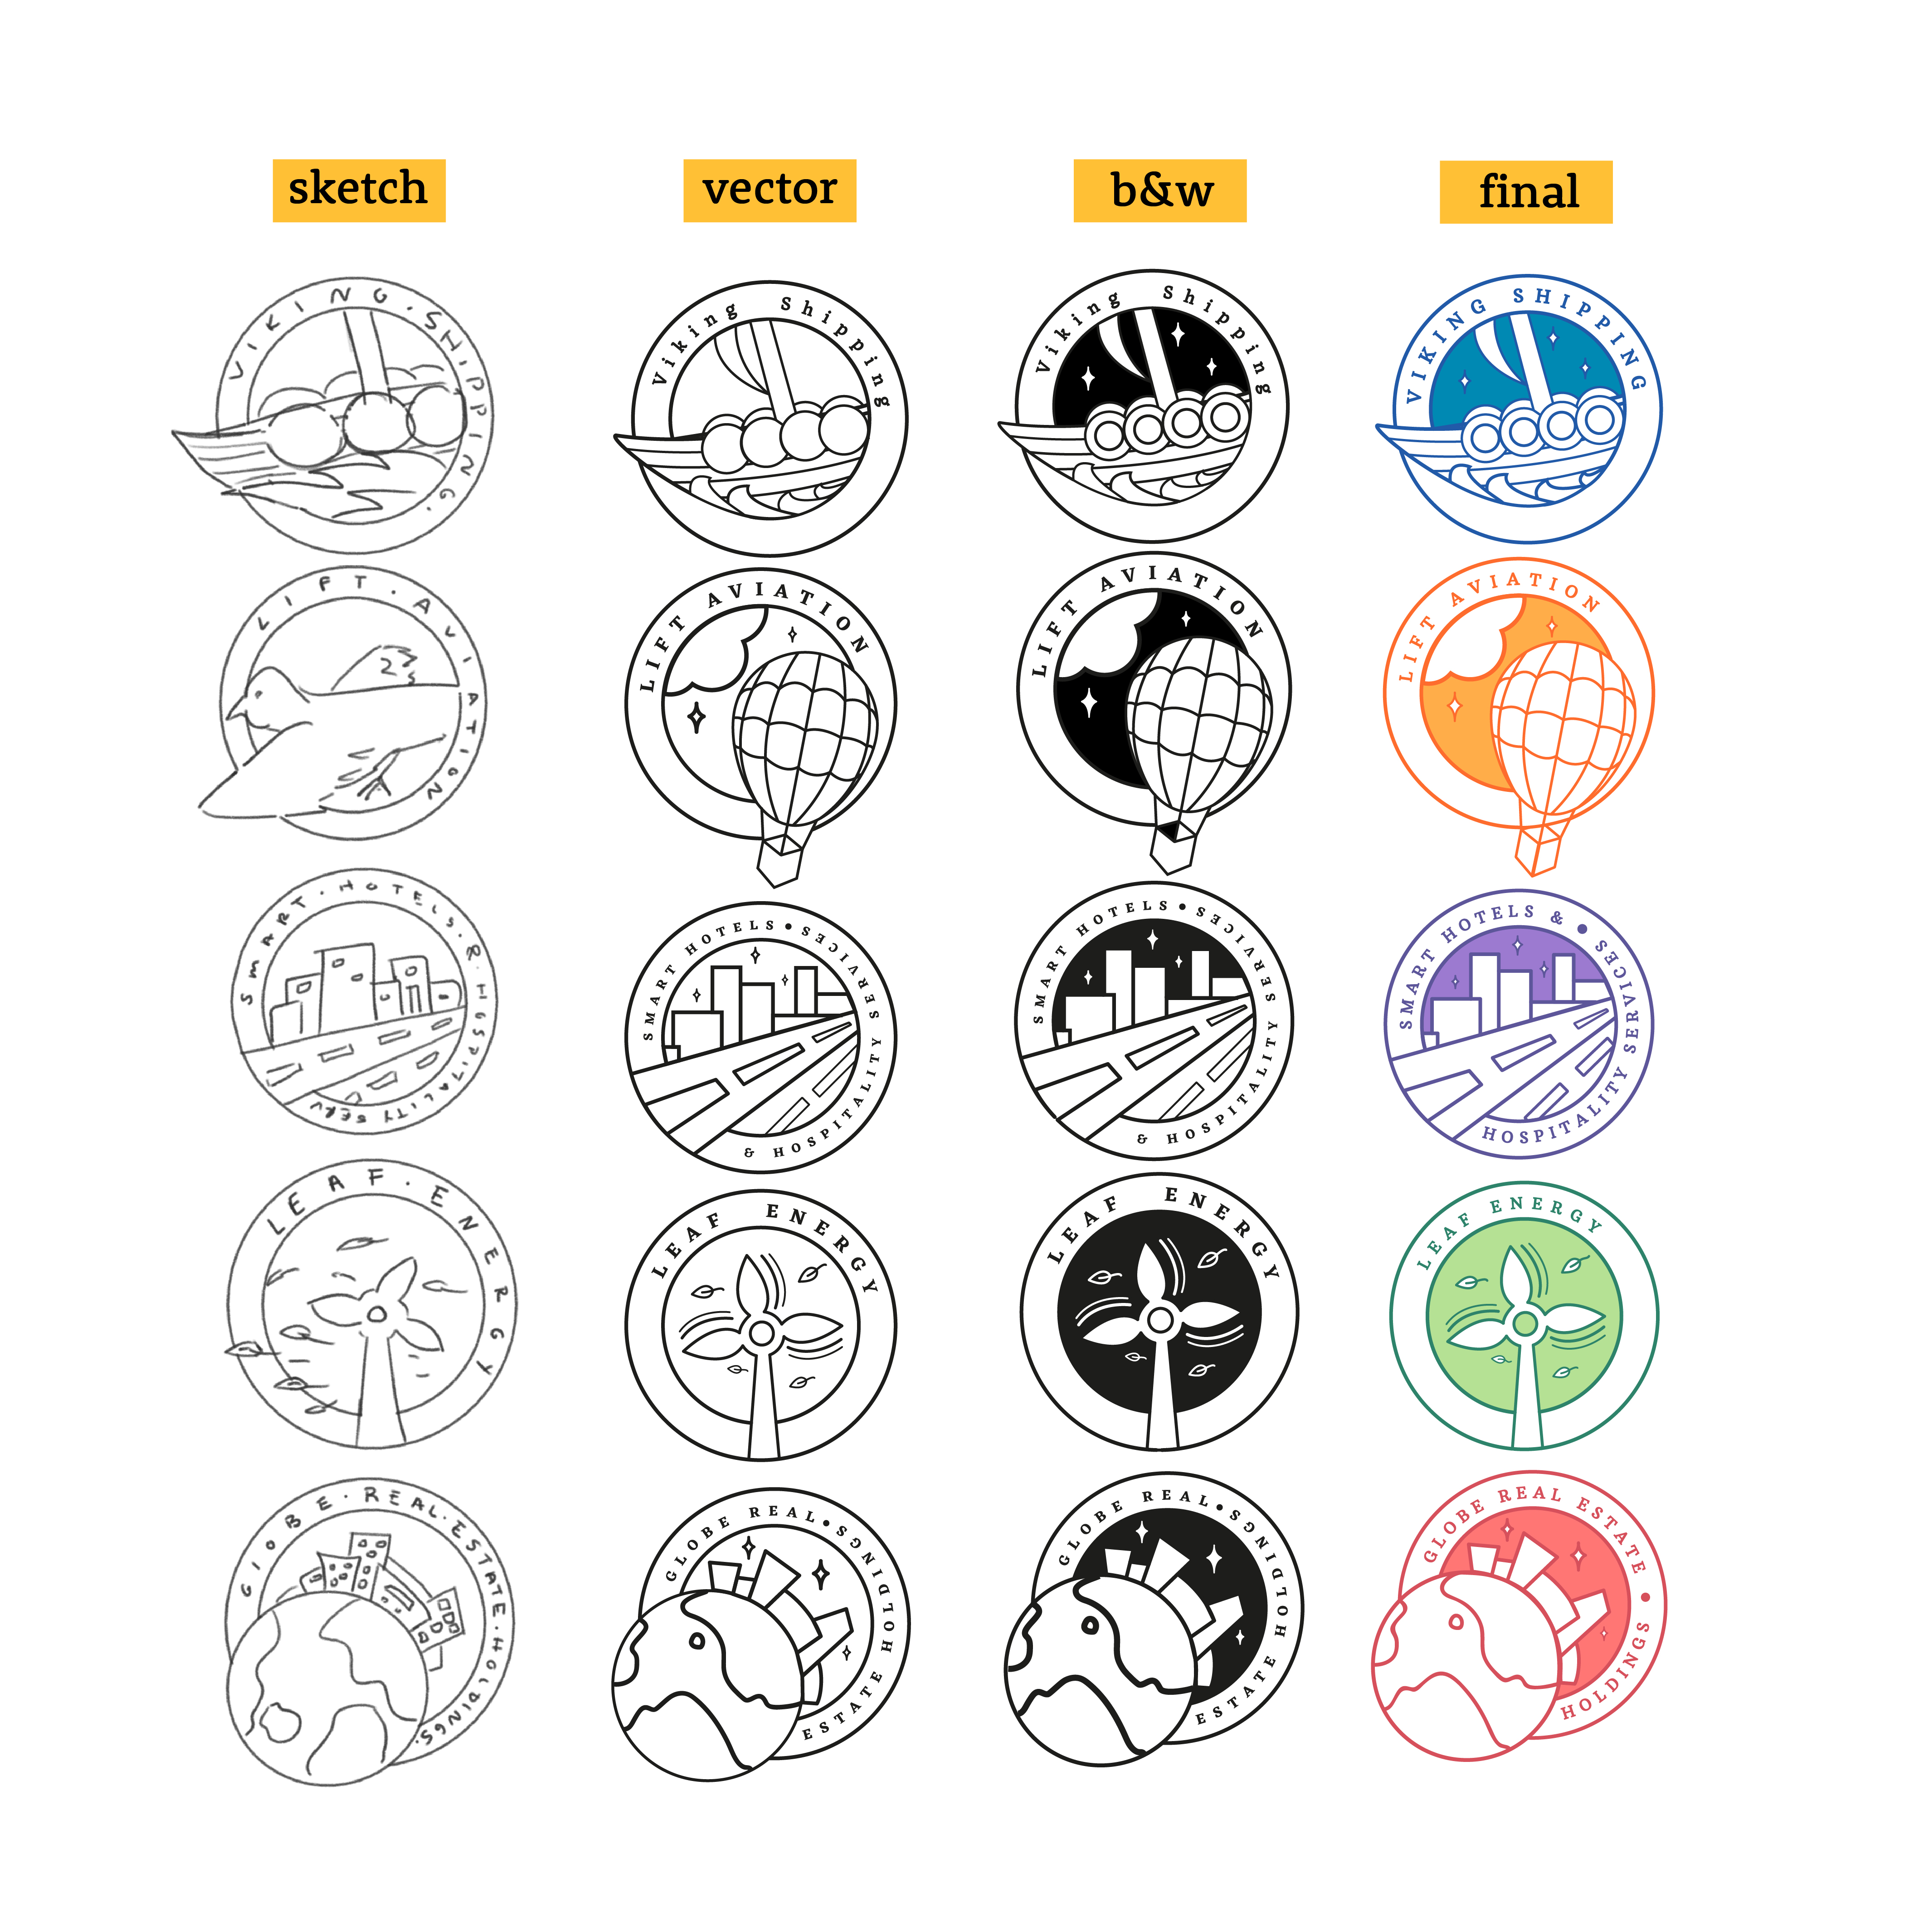 sketch
vector
b&w
final
VIKING.SHIPPING.
Viking Shipping
Viking Shipping
VIKING SHIPPING
LIFT.AVIATION
LIFT AVIATION
LIFT AVIATION
LIFT AVIATION
SMART.HOTELS.&.HOSPITALITY SERV
SMART HOTELS • SERVICES
& HOSPITALITY
SMART HOTELS • SERVICES
& HOSPITALITY
SMART HOTELS & • SERVICES
HOSPITALITY
LEAF.ENERGY
LEAF ENERGY
LEAF ENERGY
LEAF ENERGY
GlOBE.REAL.ESTATE.HOLDINGS.
GLOBE REAL • HOLDINGS
ESTATE
GLOBE REAL • HOLDINGS
ESTATE
GLOBE REAL ESTATE •
HOLDINGS